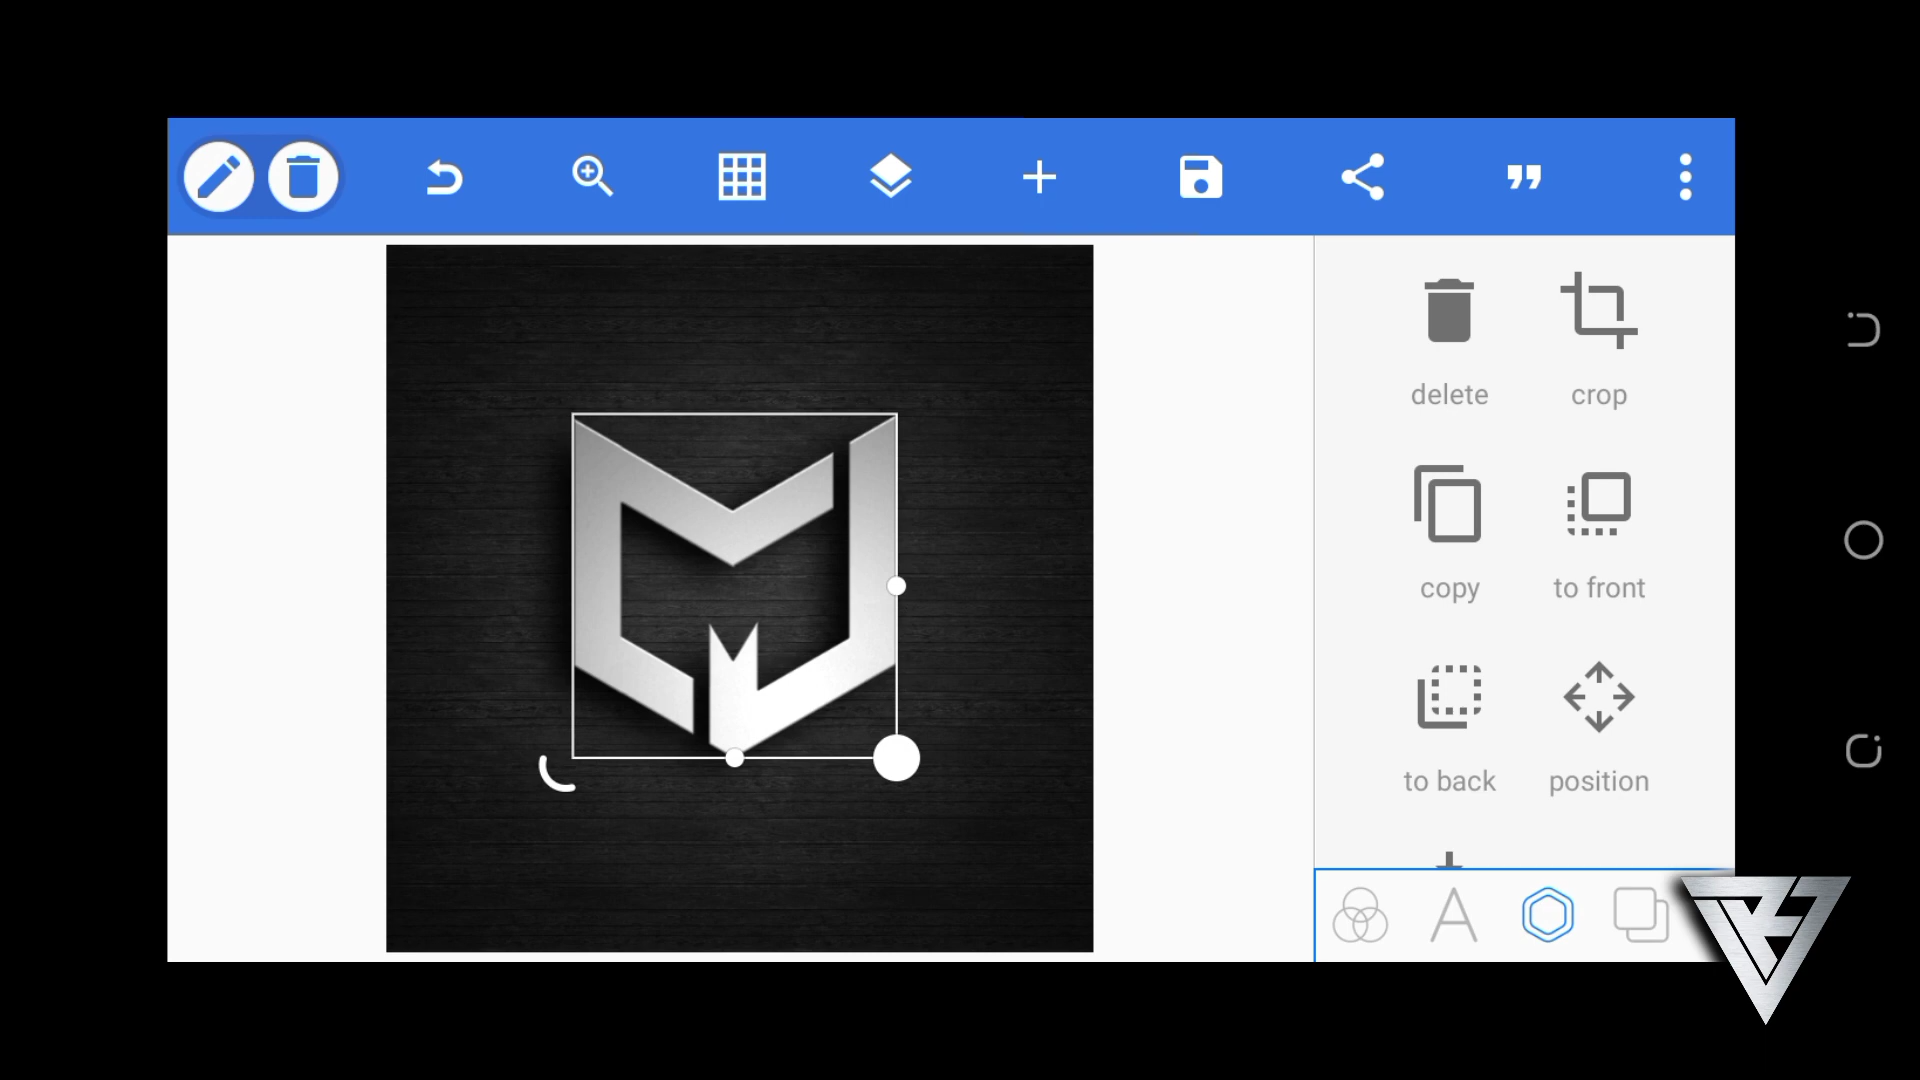 delete
crop
copy
to front
to back
position